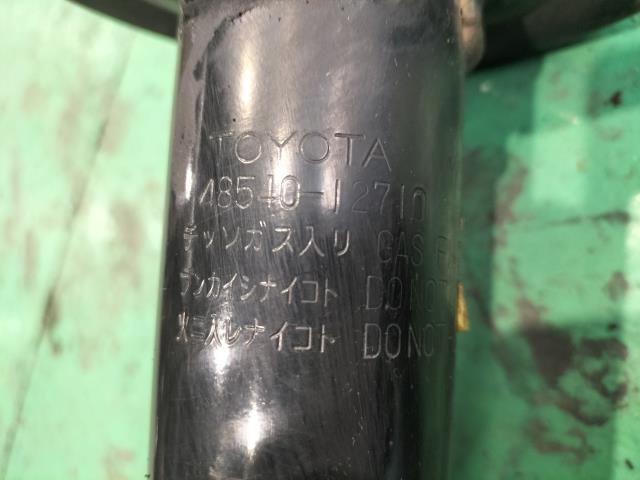 TOYOTA
48540-12710
チッソガス入リ GAS F
ブンカイシナイコト DO NOT
火ニ入レナイコト DO NOT